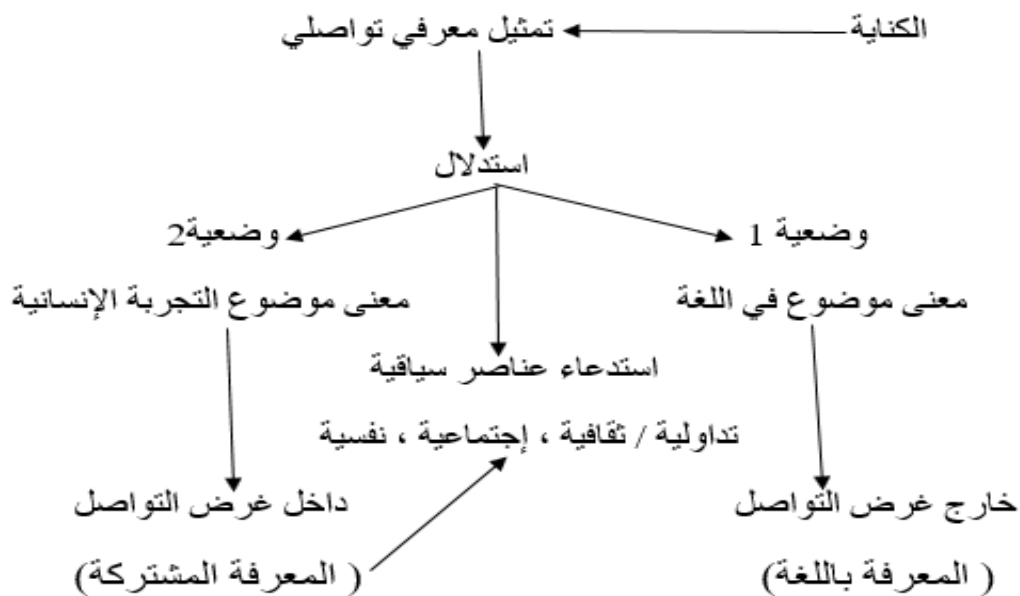 الكناية
تمثيل معرفي تواصلي
استدلال
وضعية 1
وضعية2
معنى موضوع في اللغة
معنى موضوع التجربة الإنسانية
استدعاء عناصر سياقية
تداولية / ثقافية ، إجتماعية ، نفسية
خارج غرض التواصل
داخل غرض التواصل
( المعرفة باللغة)
( المعرفة المشتركة)